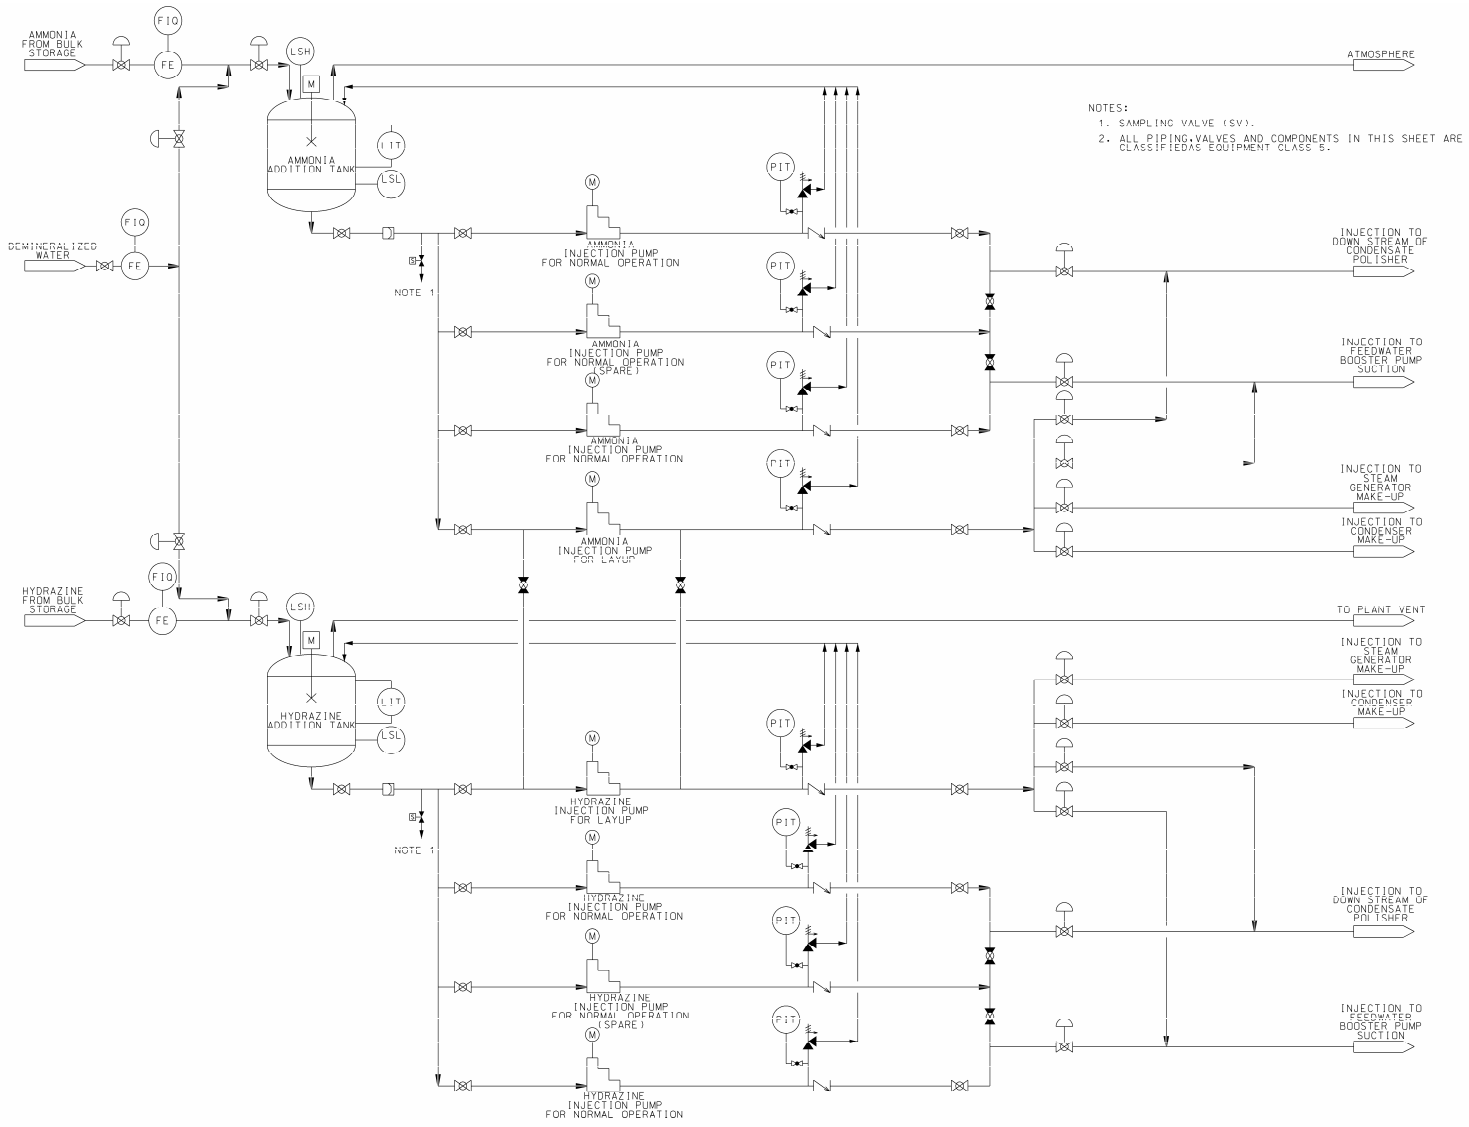 AMMONIA
FROM BULK
STORAGE
FIQ
FE
LSH
M
ATMOSPHERE
NOTES:
1. SAMPLING VALVE (SV).
2. ALL PIPING,VALVES AND COMPONENTS IN THIS SHEET ARE
CLASSIFIEDAS EQUIPMENT CLASS 5.
AMMONIA
ADDITION TANK
LIT
LSL
DEMINERALIZED
WATER
FIQ
FE
S
NOTE 1
M
AMMONIA
INJECTION PUMP
FOR NORMAL OPERATION
PIT
M
AMMONIA
INJECTION PUMP
FOR NORMAL OPERATION
(SPARE)
PIT
M
AMMONIA
INJECTION PUMP
FOR NORMAL OPERATION
PIT
M
AMMONIA
INJECTION PUMP
FOR LAYUP
PIT
INJECTION TO
DOWN STREAM OF
CONDENSATE
POLISHER
INJECTION TO
FEEDWATER
BOOSTER PUMP
SUCTION
INJECTION TO
STEAM
GENERATOR
MAKE-UP
INJECTION TO
CONDENSER
MAKE-UP
HYDRAZINE
FROM BULK
STORAGE
FIQ
FE
LSH
M
TO PLANT VENT
HYDRAZINE
ADDITION TANK
LIT
LSL
S
NOTE 1
M
HYDRAZINE
INJECTION PUMP
FOR LAYUP
PIT
M
HYDRAZINE
INJECTION PUMP
FOR NORMAL OPERATION
PIT
M
HYDRAZINE
INJECTION PUMP
FOR NORMAL OPERATION
(SPARE)
PIT
M
HYDRAZINE
INJECTION PUMP
FOR NORMAL OPERATION
PIT
INJECTION TO
STEAM
GENERATOR
MAKE-UP
INJECTION TO
CONDENSER
MAKE-UP
INJECTION TO
DOWN STREAM OF
CONDENSATE
POLISHER
INJECTION TO
FEEDWATER
BOOSTER PUMP
SUCTION